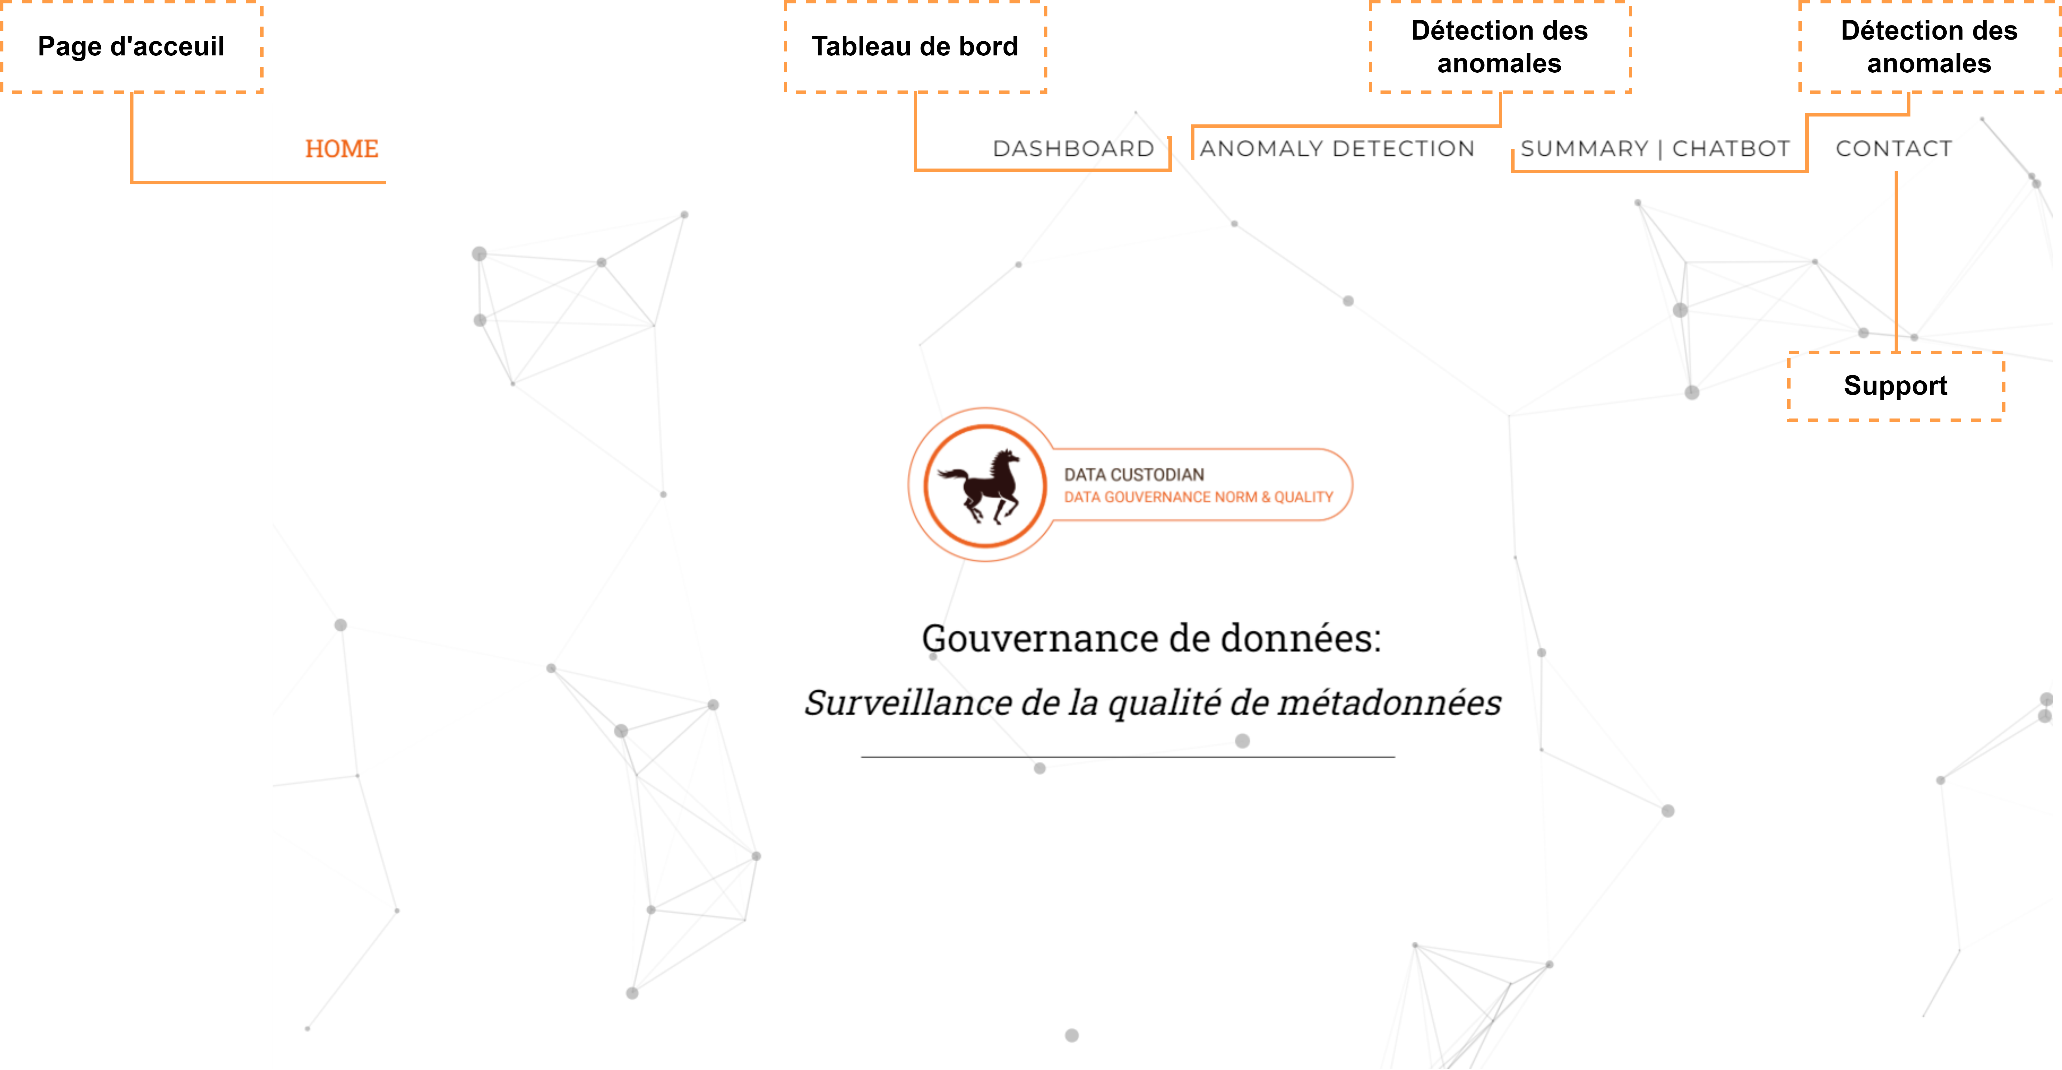 Page d'acceuil
Tableau de bord
Détection des
anomales
Détection des
anomales
HOME
DASHBOARD
ANOMALY DETECTION
SUMMARY | CHATBOT
CONTACT
Support
DATA CUSTODIAN
DATA GOUVERNANCE NORM & QUALITY
Gouvernance de données:
Surveillance de la qualité de métadonnées